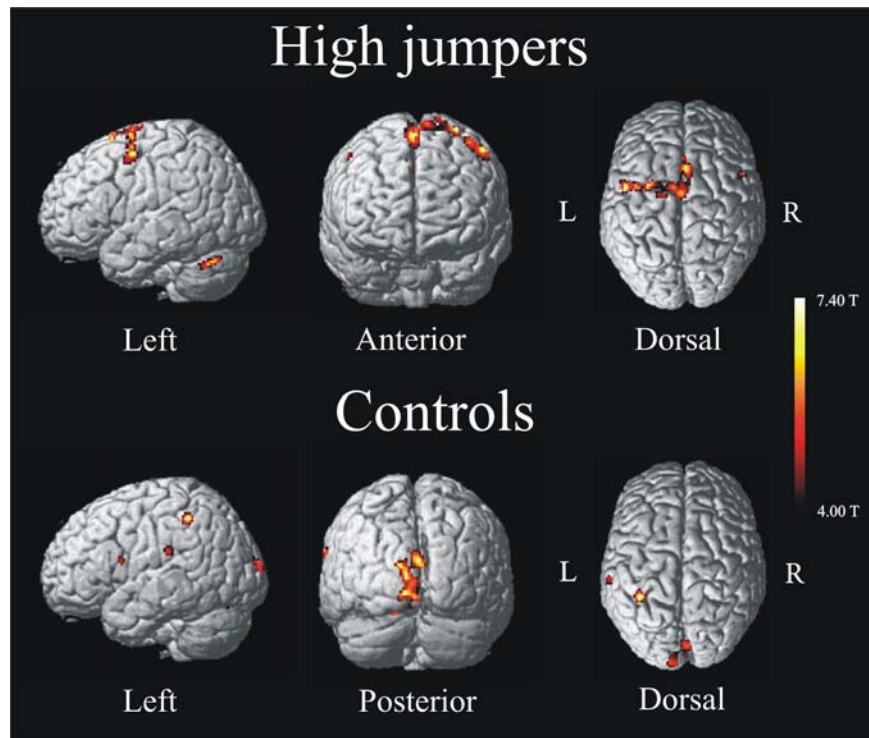 High jumpers
L
R
Left
Anterior
Dorsal
7.40 T
4.00 T
Controls
L
R
Left
Posterior
Dorsal